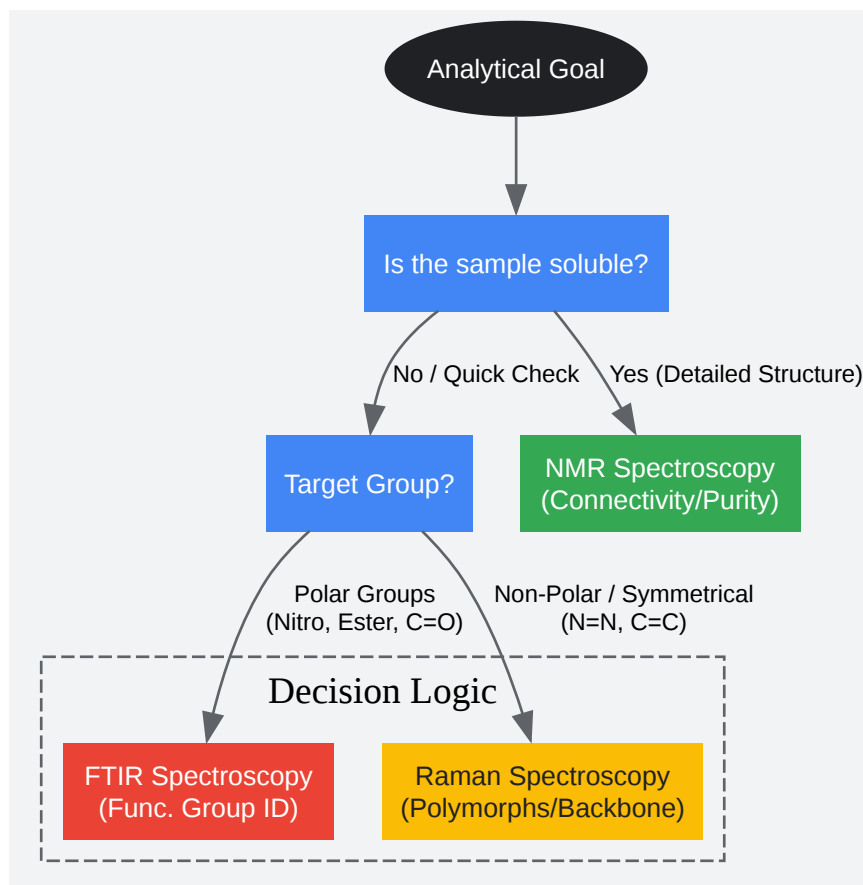 Analytical Goal
Is the sample soluble?
No / Quick Check
Yes (Detailed Structure)
Target Group?
NMR Spectroscopy
(Connectivity/Purity)
Polar Groups
(Nitro, Ester, C=O)
Non-Polar / Symmetrical
(N=N, C=C)
Decision Logic
FTIR Spectroscopy
(Func. Group ID)
Raman Spectroscopy
(Polymorphs/Backbone)